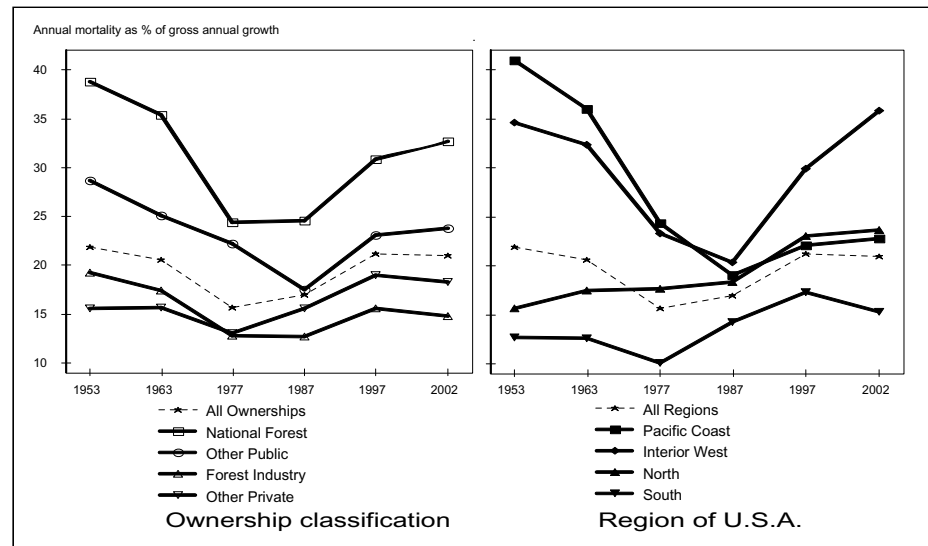 Annual mortality as % of gross annual growth
40
35
30
25
20
15
10
1953 1963 1977 1987 1997 2002
All Ownerships
National Forest
Other Public
Forest Industry
Other Private
Ownership classification
1953 1963 1977 1987 1997 2002
All Regions
Pacific Coast
Interior West
North
South
Region of U.S.A.